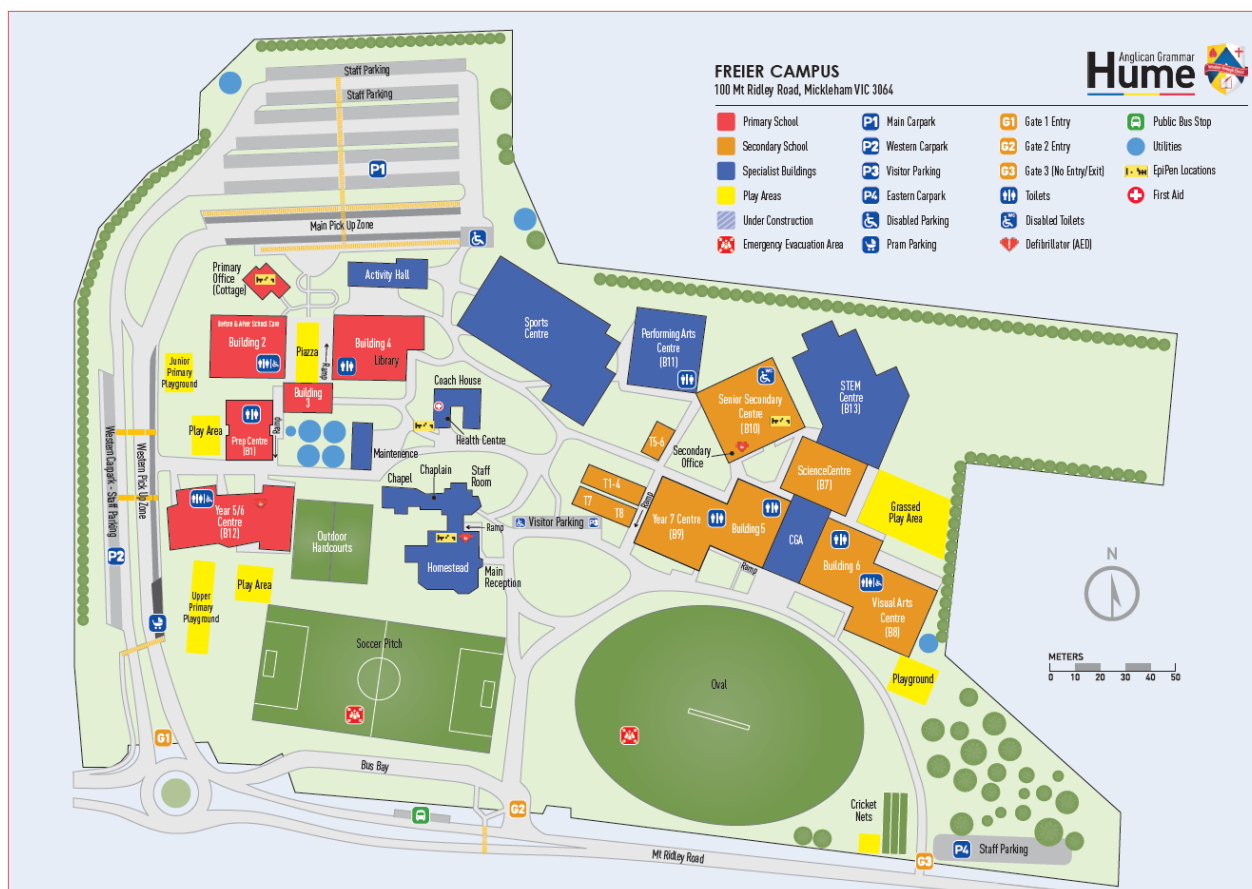 FREIER CAMPUS
100 Mt Ridley Road, Mickleham VIC 3064
Anglican Grammar
Hume
Primary School
Secondary School
Specialist Buildings
Play Areas
Under Construction
Emergency Evacuation Area
P1 Main Carpark
P2 Western Carpark
P3 Visitor Parking
P4 Eastern Carpark
Disabled Parking
Pram Parking
G1 Gate 1 Entry
G2 Gate 2 Entry
G3 Gate 3 (No Entry/Exit)
Toilets
WC Disabled Toilets
Defibrillator (AED)
Public Bus Stop
Utilities
EpiPen Locations
First Aid
Staff Parking
Staff Parking
P1
Main Pick Up Zone
Primary
Office
(Cottage)
Activity Hall
Before & After School Care
Building 2
Piazza
Ramp
Building 4
Library
Junior
Primary
Playground
Building
3
Play Area
Prep Centre
(B1)
Ramp
Maintenence
Coach House
Health Centre
Sports
Centre
Performing Arts
Centre
(B11)
WC
Senior Secondary
Centre
(B10)
STEM
Centre
(B13)
Secondary
Office
T5-6
ScienceCentre
(B7)
Grassed
Play Area
Western Carpark - Staff Parking
Western Pick Up Zone
P2
Year 5/6
Centre
(B12)
Outdoor
Hardcourts
Chapel
Chaplain
Staff
Room
Ramp
Homestead
Main
Reception
Visitor Parking
P3
T1-4
T7
T8
Ramp
Year 7 Centre
(B9)
Building 5
CGA
Ramp
Building 6
Visual Arts
Centre
(B8)
Playground
Upper
Primary
Playground
Play Area
Soccer Pitch
Oval
N
METERS
0 10 20 30 40 50
G1
Bus Bay
G2
Mt Ridley Road
Cricket
Nets
G3
P4 Staff Parking